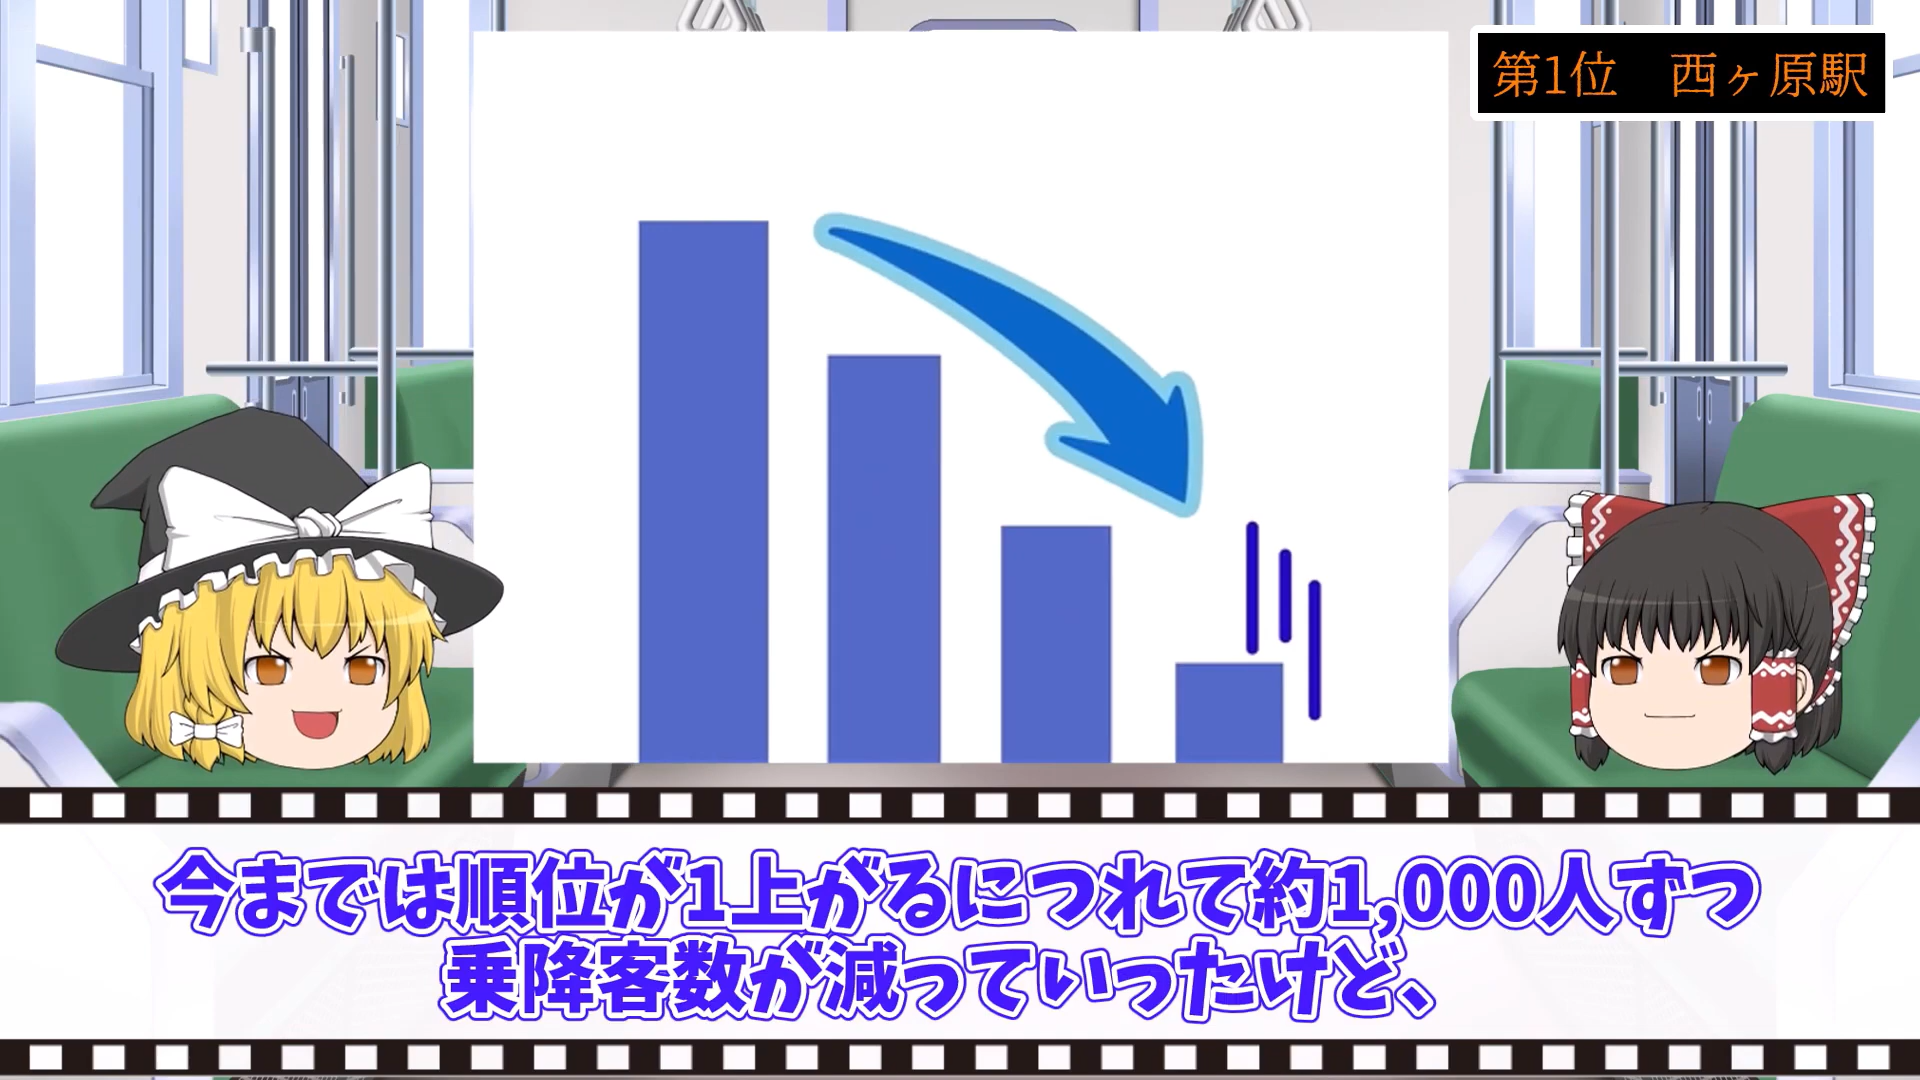 第1位　西ヶ原駅
今までは順位が1上がるにつれて約1,000人ずつ
乗降客数が減っていったけど、